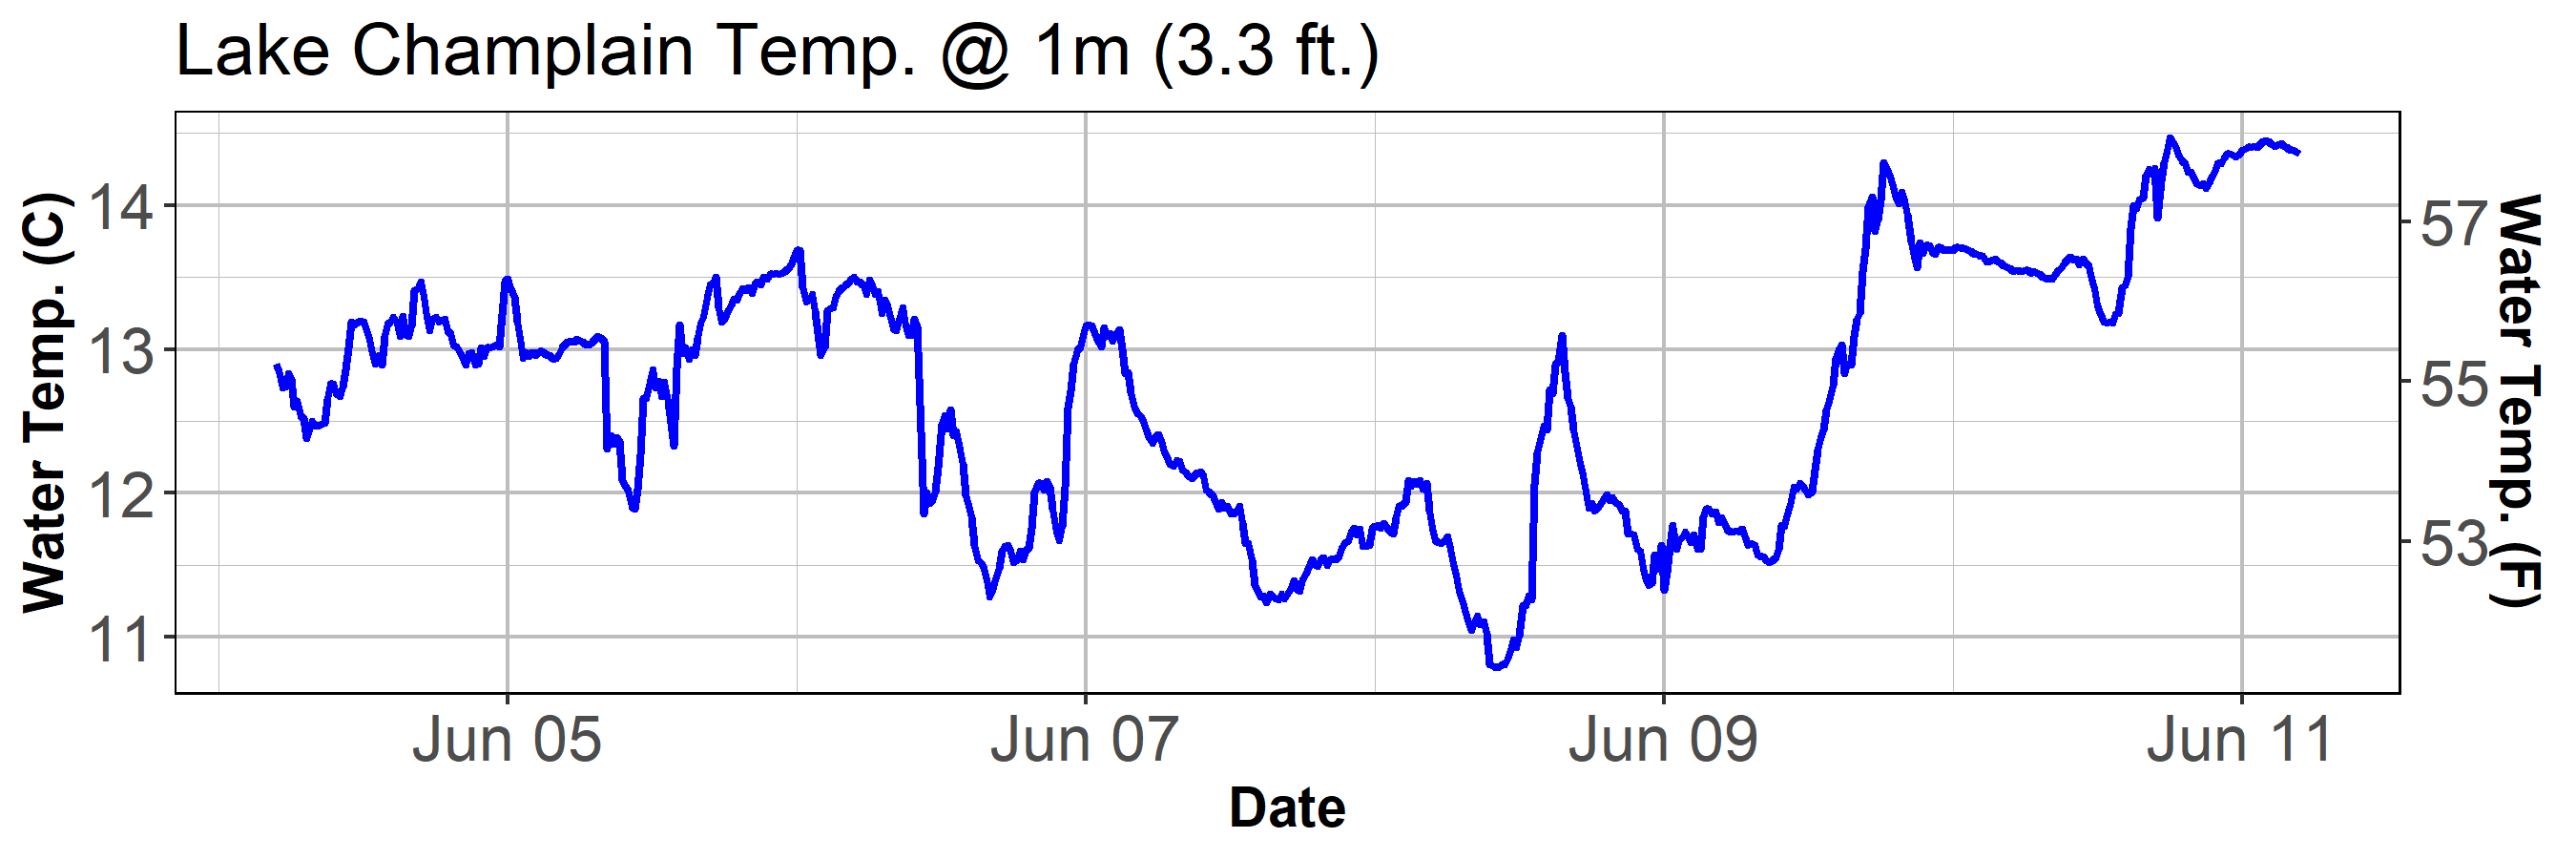 Lake Champlain Temp. @ 1m (3.3 ft.)
Water Temp. (C)
14
13
12
11
57
55
53
Water Temp. (F)
Jun 05
Jun 07
Jun 09
Jun 11
Date